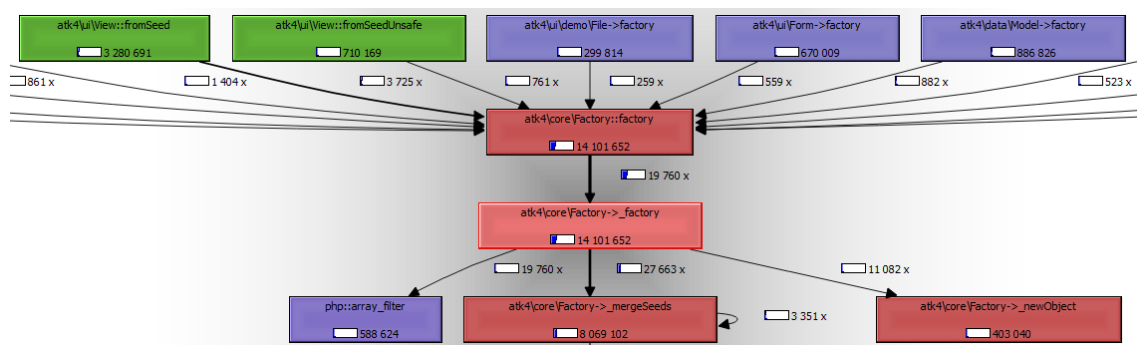 atk4\ui\View::fromSeed
3 280 691
atk4\ui\View::fromSeedUnsafe
710 169
atk4\ui\demo\File->factory
299 814
atk4\ui\Form->factory
670 009
atk4\data\Model->factory
886 826
861 x
1 404 x
3 725 x
761 x
259 x
559 x
882 x
523 x
atk4\core\Factory::factory
14 101 652
19 760 x
atk4\core\Factory->_factory
14 101 652
19 760 x
27 663 x
11 082 x
php::array_filter
588 624
atk4\core\Factory->_mergeSeeds
8 069 102
3 351 x
atk4\core\Factory->_newObject
403 040